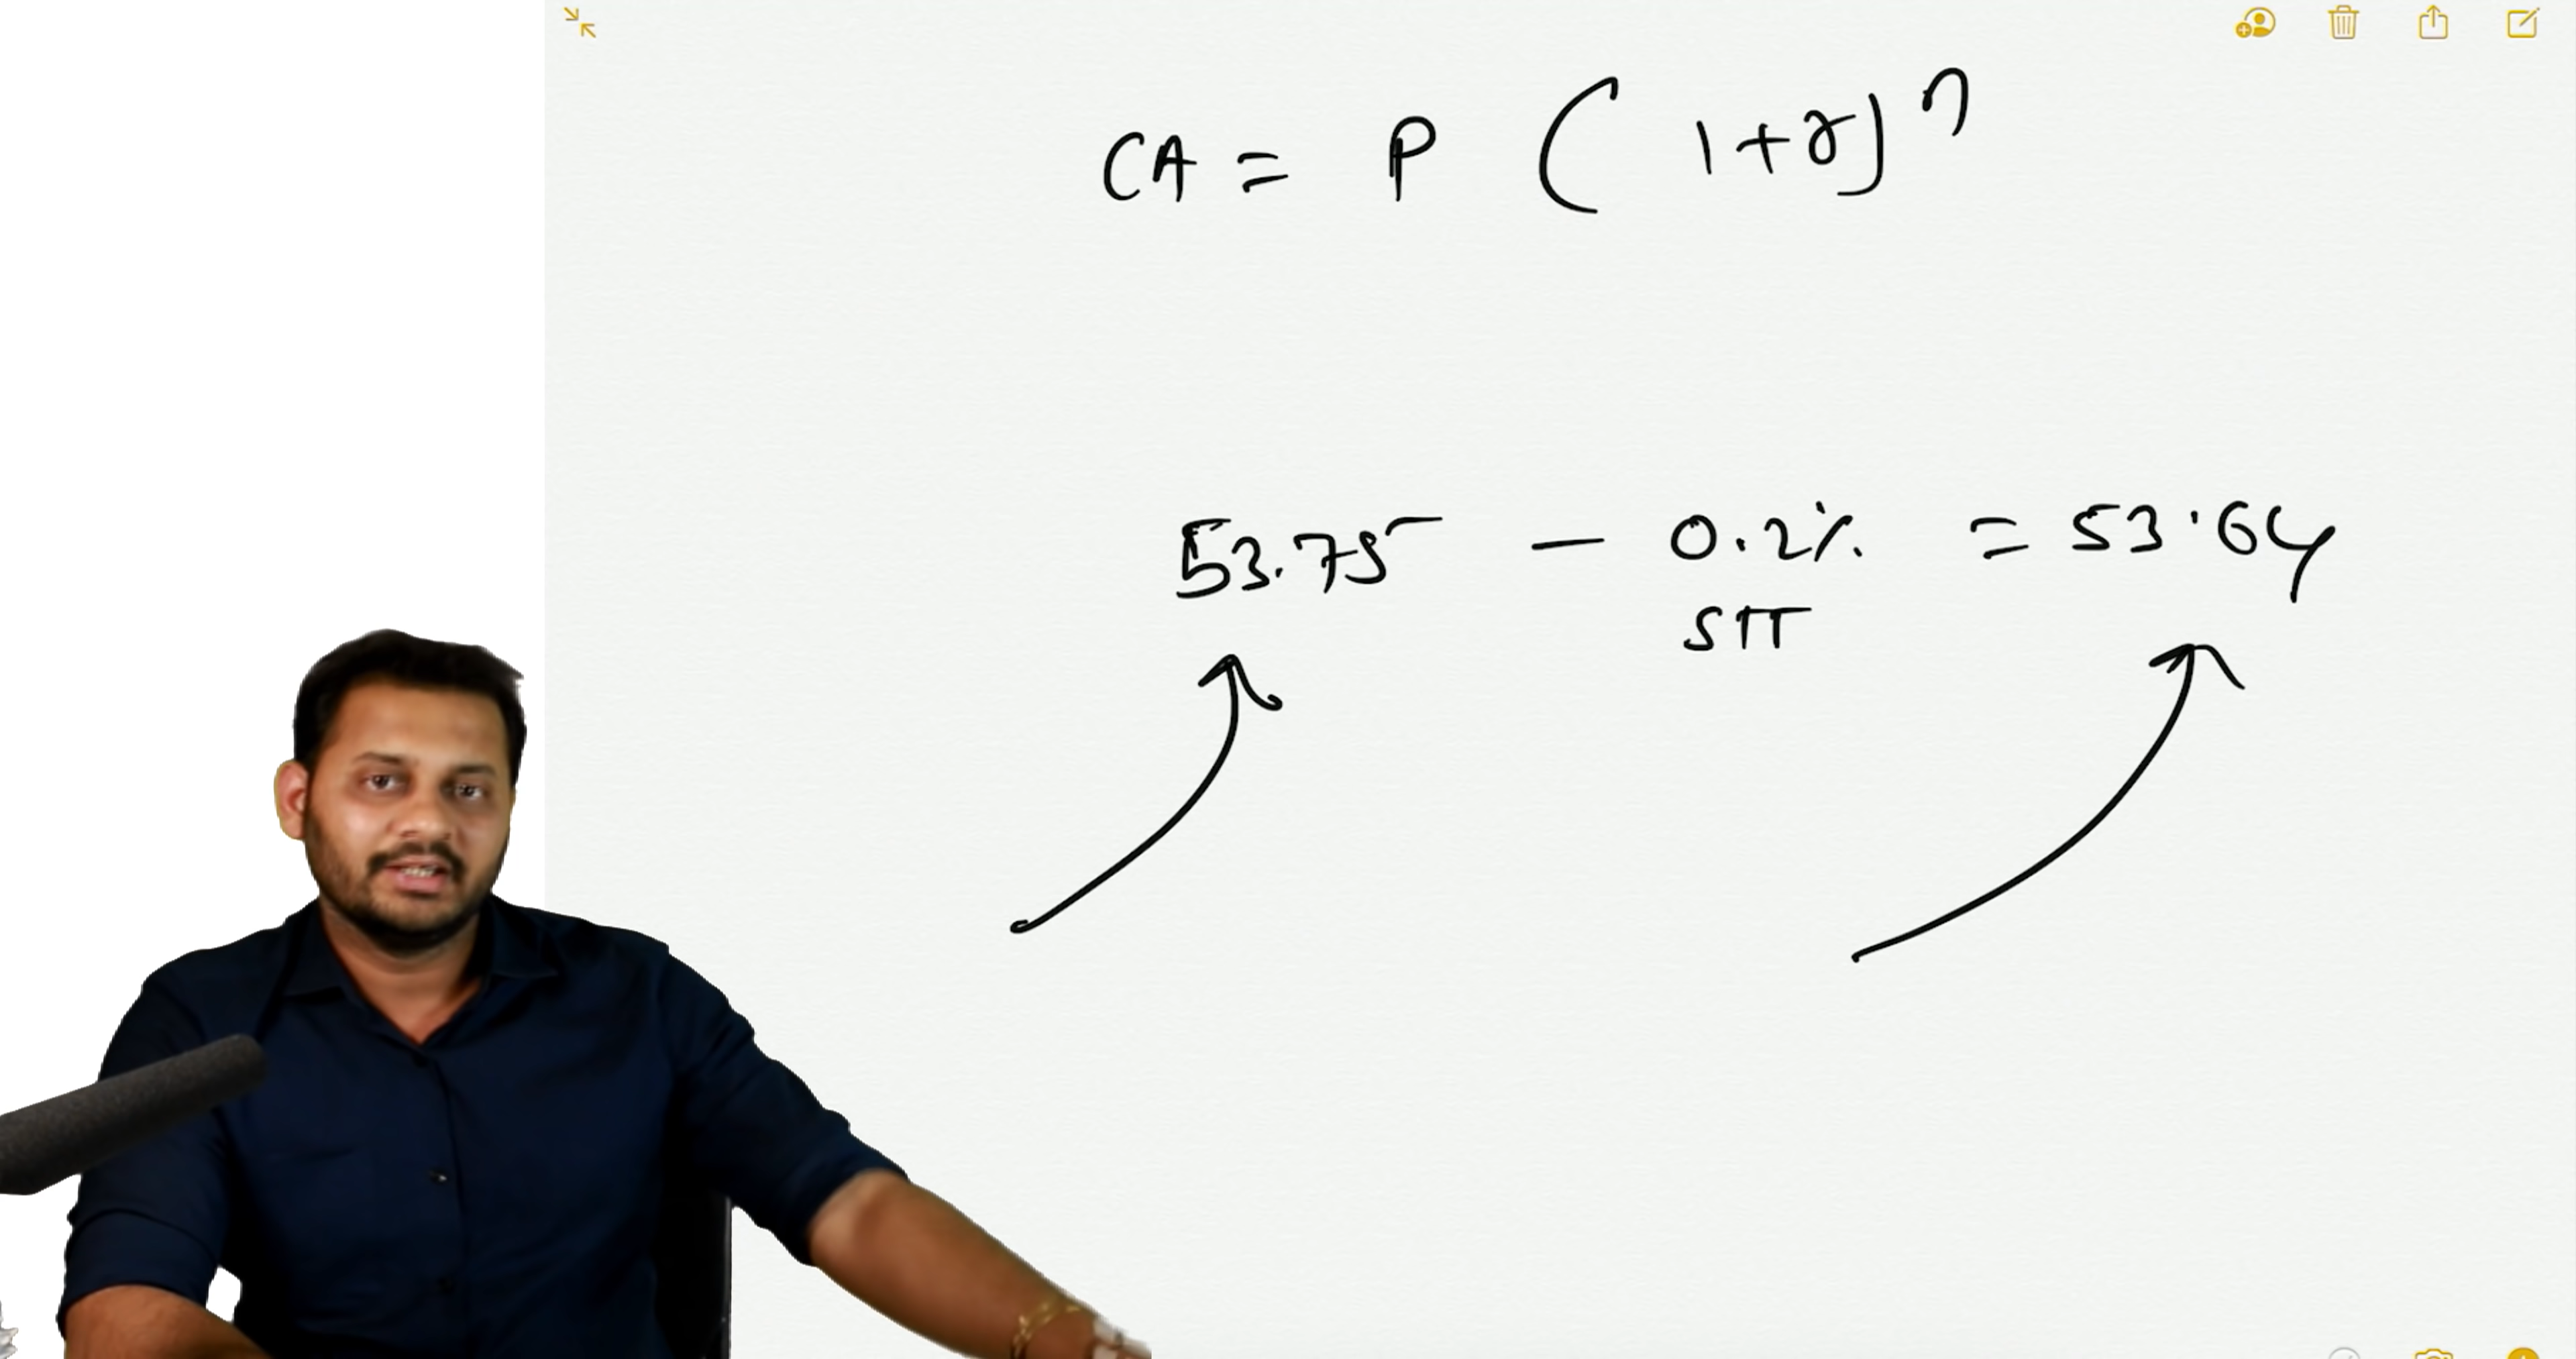 CA = P ( 1+r)^n
53.75 - 0.2% = 53.64
STT